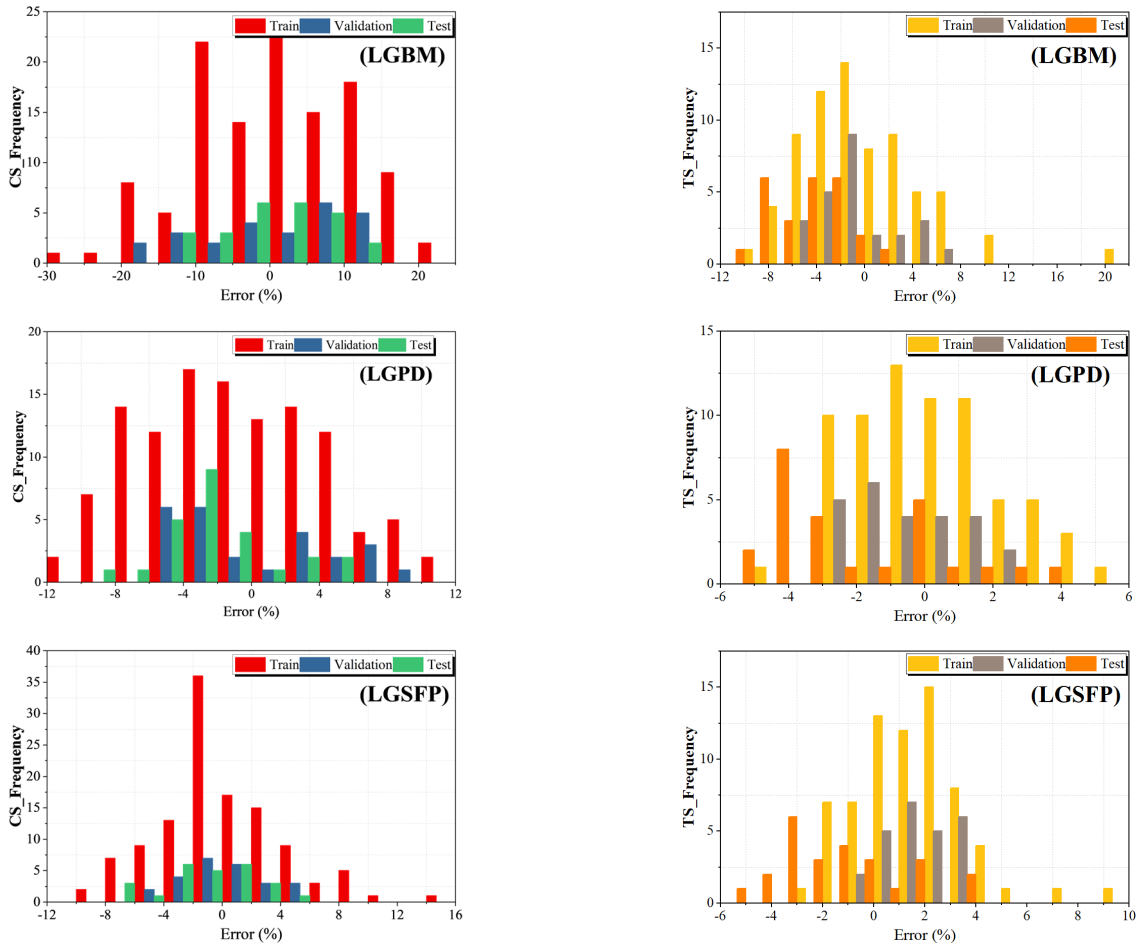 25
20
15
10
5
0
CS_Frequency
Train Validation Test
(LGBM)
-30 -20 -10 0 10 20
Error (%)
15
10
5
0
TS_Frequency
Train Validation Test
(LGBM)
-12 -8 -4 0 4 8 12 16 20
Error (%)
20
15
10
5
0
CS_Frequency
Train Validation Test
(LGPD)
-12 -8 -4 0 4 8 12
Error (%)
15
10
5
0
TS_Frequency
Train Validation Test
(LGPD)
-6 -4 -2 0 2 4 6
Error (%)
40
35
30
25
20
15
10
5
0
CS_Frequency
Train Validation Test
(LGSFP)
-12 -8 -4 0 4 8 12 16
Error (%)
15
10
5
0
TS_Frequency
Train Validation Test
(LGSFP)
-6 -4 -2 0 2 4 6 8 10
Error (%)